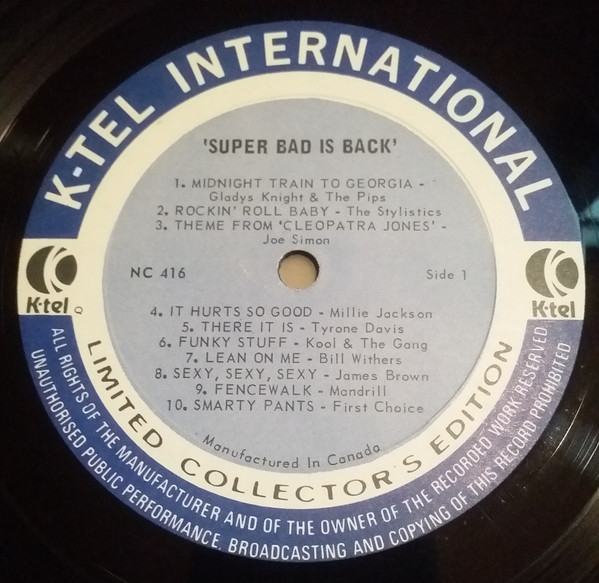 K-TEL INTERNATIONAL
'SUPER BAD IS BACK'
1. MIDNIGHT TRAIN TO GEORGIA -
Gladys Knight & The Pips
2. ROCKIN' ROLL BABY - The Stylistics
3. THEME FROM 'CLEOPATRA JONES' -
Joe Simon
NC 416
Side 1
K-tel
Q
K-tel
4. IT HURTS SO GOOD - Millie Jackson
5. THERE IT IS - Tyrone Davis
6. FUNKY STUFF - Kool & The Gang
7. LEAN ON ME - Bill Withers
8. SEXY, SEXY, SEXY - James Brown
9. FENCEWALK - Mandrill
10. SMARTY PANTS - First Choice
Manufactured In Canada
LIMITED COLLECTOR'S EDITION
ALL RIGHTS OF THE MANUFACTURER AND OF THE OWNER OF THE RECORDED WORK RESERVED
UNAUTHORISED PUBLIC PERFORMANCE, BROADCASTING AND COPYING OF THIS RECORD PROHIBITED